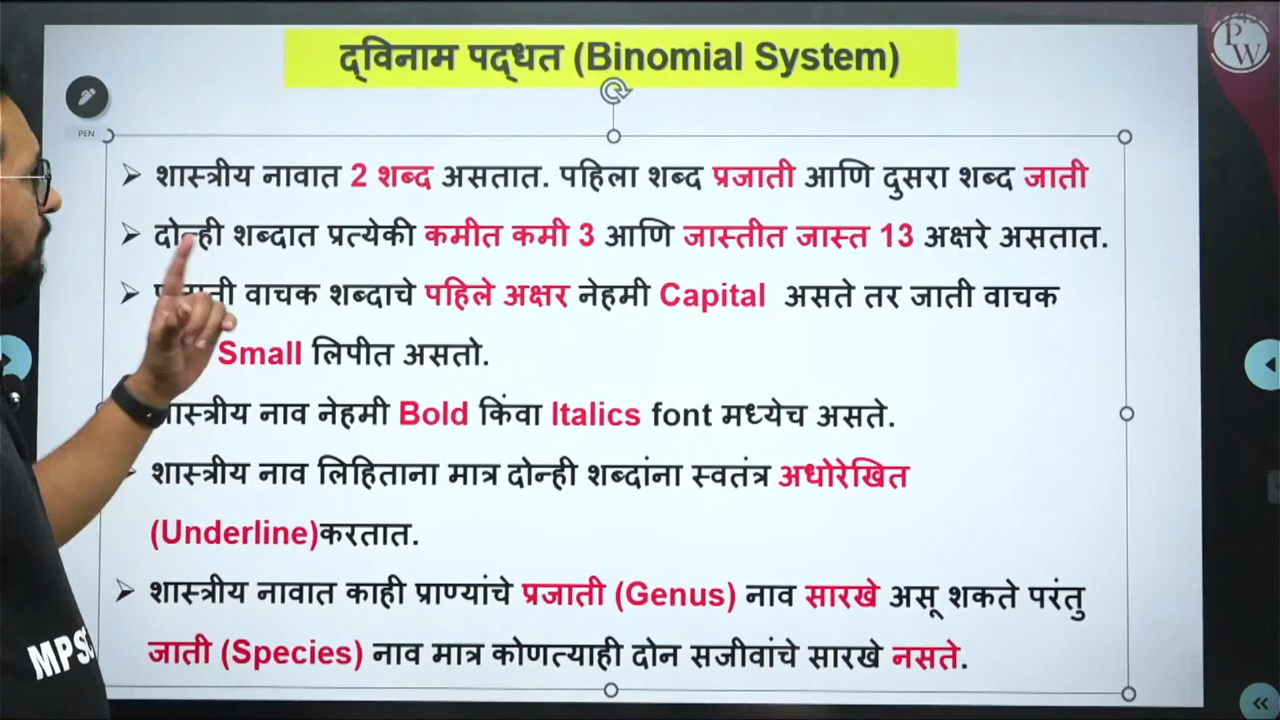 द्विनाम पद्धत (Binomial System)
PW
PEN
शास्त्रीय नावात 2 शब्द असतात. पहिला शब्द प्रजाती आणि दुसरा शब्द जाती
दोन्ही शब्दात प्रत्येकी कमीत कमी 3 आणि जास्तीत जास्त 13 अक्षरे असतात.
वाचक शब्दाचे पहिले अक्षर नेहमी Capital असते तर जाती वाचक
Small लिपीत असतो.
नाव नेहमी Bold किंवा Italics font मध्येच असते.
शास्त्रीय नाव लिहिताना मात्र दोन्ही शब्दांना स्वतंत्र अधोरेखित
(Underline)करतात.
शास्त्रीय नावात काही प्राण्यांचे प्रजाती (Genus) नाव सारखे असू शकते परंतु
जाती (Species) नाव मात्र कोणत्याही दोन सजीवांचे सारखे नसते.